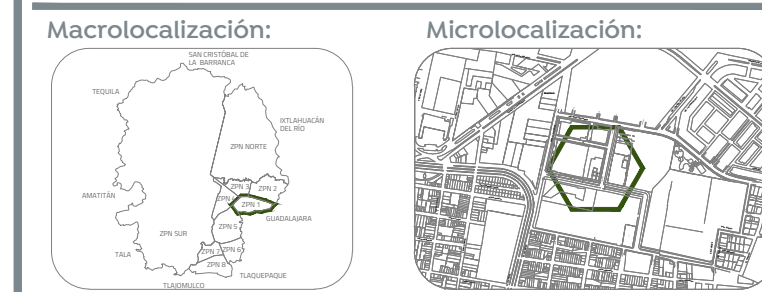 Macrolocalización:
SAN CRISTÓBAL DE
LA BARRANCA
TEQUILA
IXTLAHUACÁN
DEL RÍO
ZPN NORTE
ZPN 3
ZPN 2
AMATITÁN
ZPN 1
GUADALAJARA
ZPN SUR
ZPN 5
TALA
ZPN 7
ZPN 6
ZPN 8
TLAQUEPAQUE
TLAJOMULCO
Microlocalización: